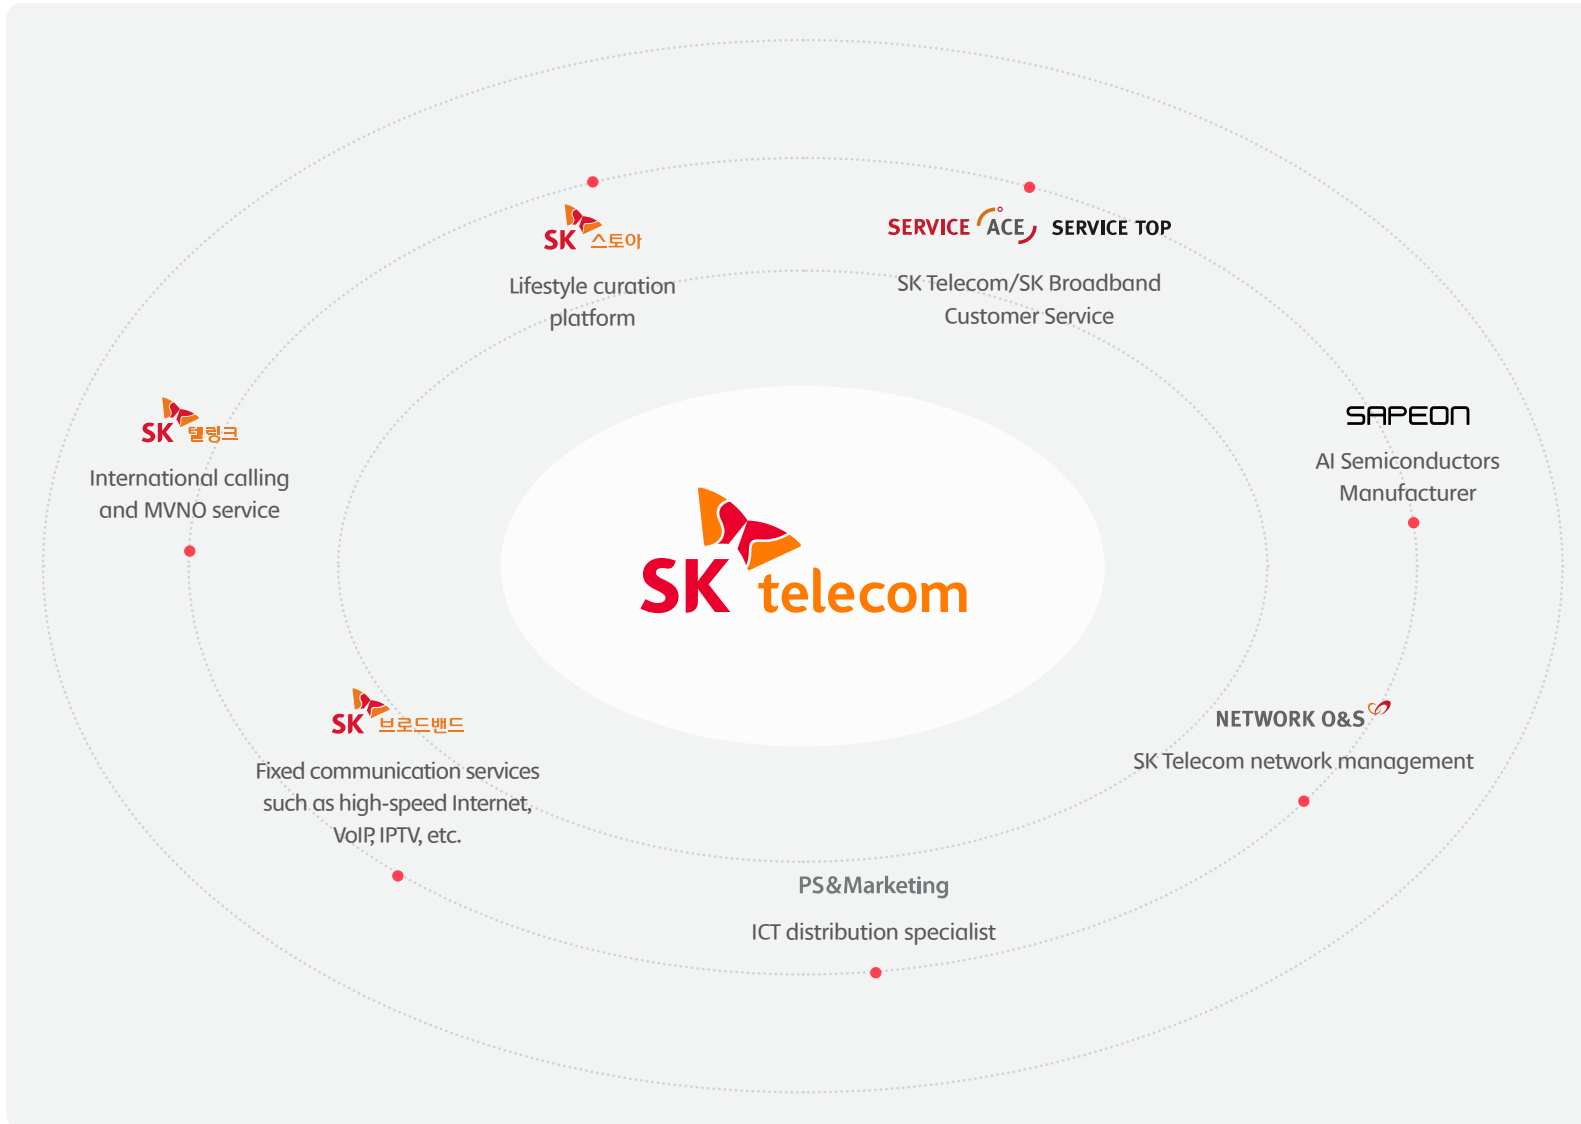 SK 스토아
Lifestyle curation
platform
SERVICE ACE SERVICE TOP
SK Telecom/SK Broadband
Customer Service
SK 텔링크
International calling
and MVNO service
SAPEON
AI Semiconductors
Manufacturer
SK telecom
SK 브로드밴드
Fixed communication services
such as high-speed Internet,
VoIP, IPTV, etc.
NETWORK O&S
SK Telecom network management
PS&Marketing
ICT distribution specialist